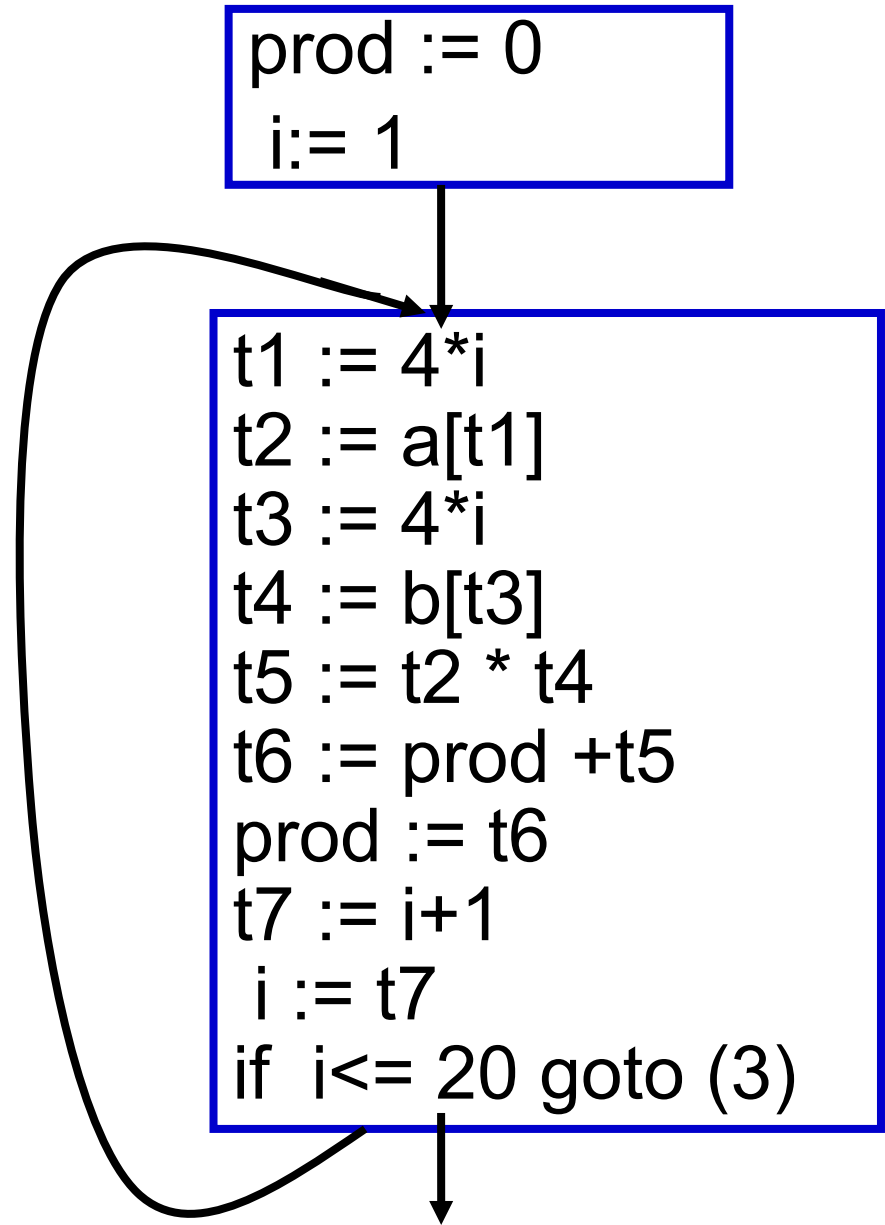 prod := 0
i:= 1
t1 := 4*i
t2 := a[t1]
t3 := 4*i
t4 := b[t3]
t5 := t2 * t4
t6 := prod +t5
prod := t6
t7 := i+1
i := t7
if i<= 20 goto (3)